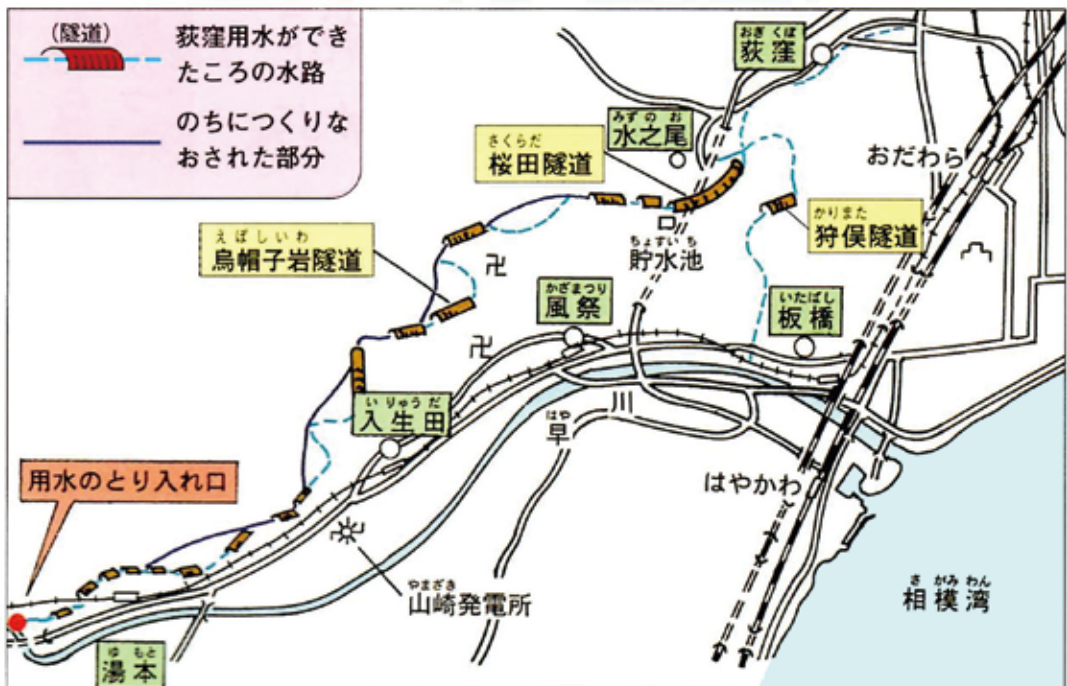 (隧道)
荻窪用水ができ
たころの水路
のちにつくりな
おされた部分
おぎくぼ
荻窪
みずのお
水之尾
さくらだ
桜田隧道
おだわら
かりまた
狩俣隧道
えぼしいわ
烏帽子岩隧道
ちょすいち
貯水池
かざまつり
風祭
いたばし
板橋
いりゅうだ
入生田
はや
早川
はやかわ
用水のとり入れ口
やまざき
山崎発電所
さがみわん
相模湾
ゆもと
湯本